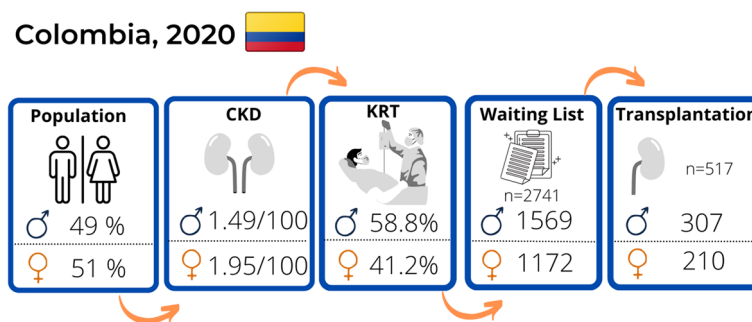 Colombia, 2020
Population
♂ 49 %
♀ 51 %
CKD
♂ 1.49/100
♀ 1.95/100
KRT
♂ 58.8%
♀ 41.2%
Waiting List
n=2741
♂ 1569
♀ 1172
Transplantation
n=517
♂ 307
♀ 210